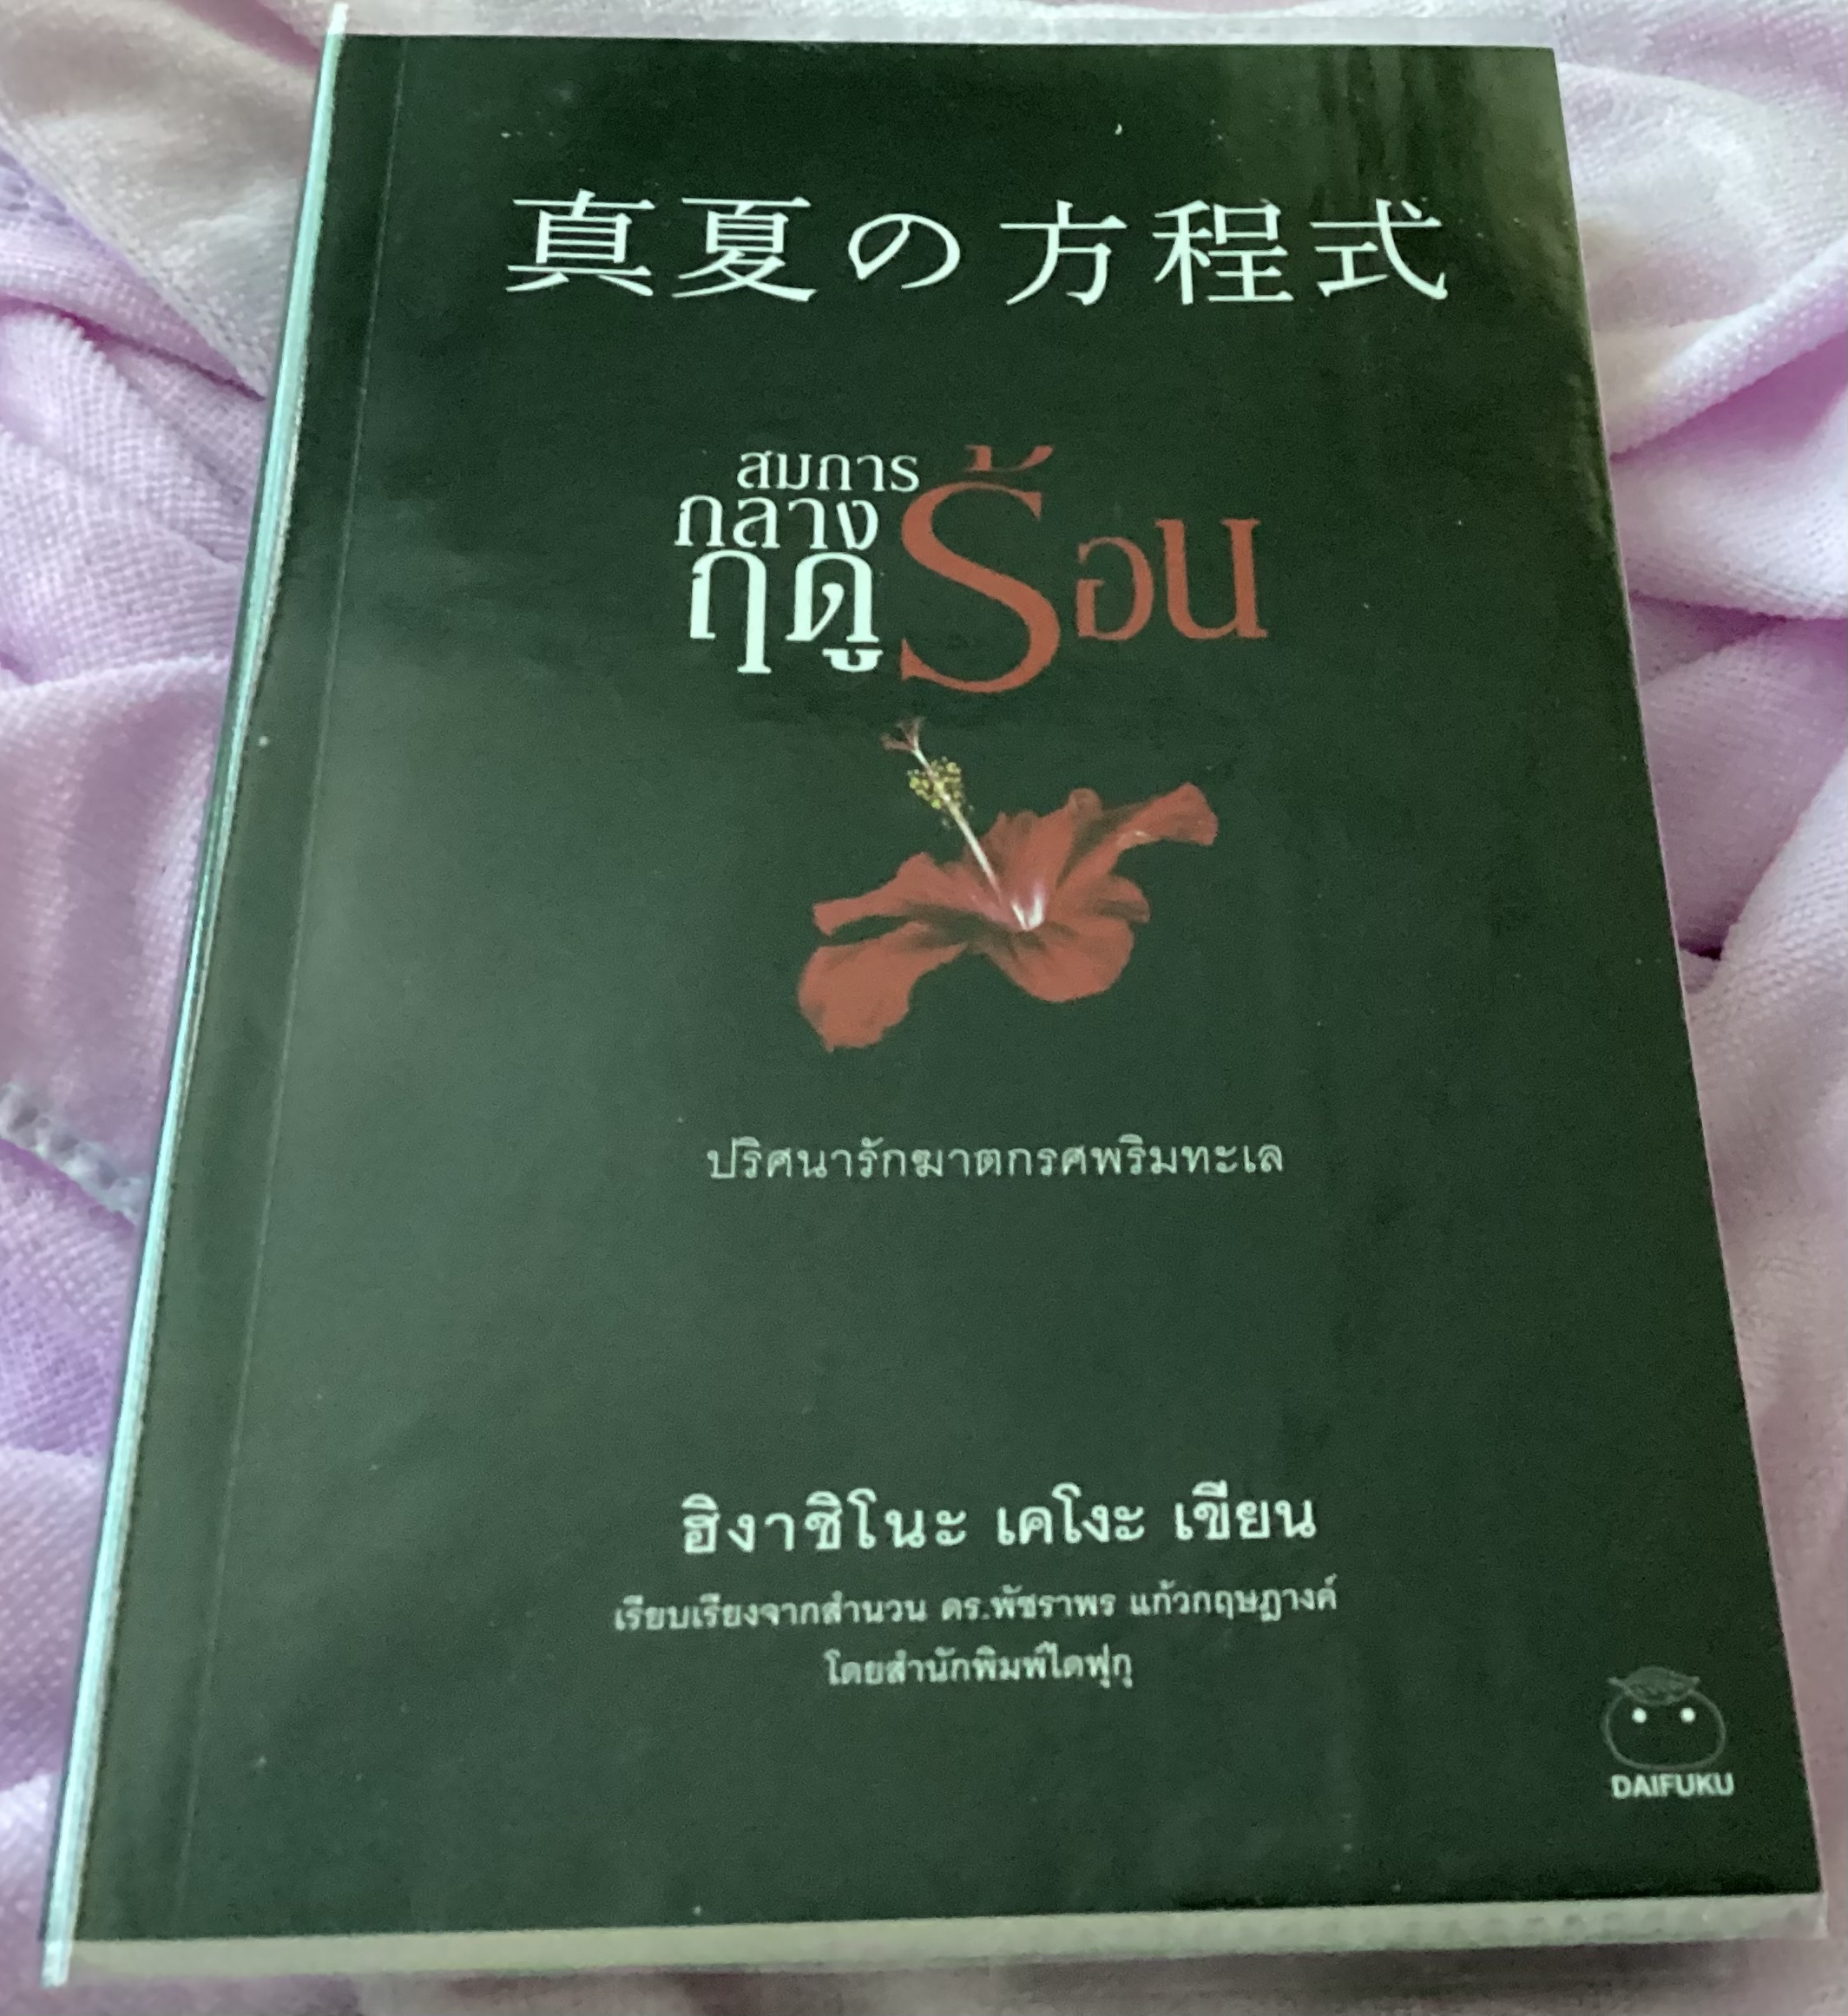 真夏の方程式
สมการ
กลาง
ฤดูร้อน
ปริศนารักฆาตกรศพริมทะเล
ฮิงาชิโนะ เคโงะ เขียน
เรียบเรียงจากสำนวน ดร.พัชราพร แก้วกฤษฎางค์
โดยสำนักพิมพ์ไดฟุกุ
DAIFUKU